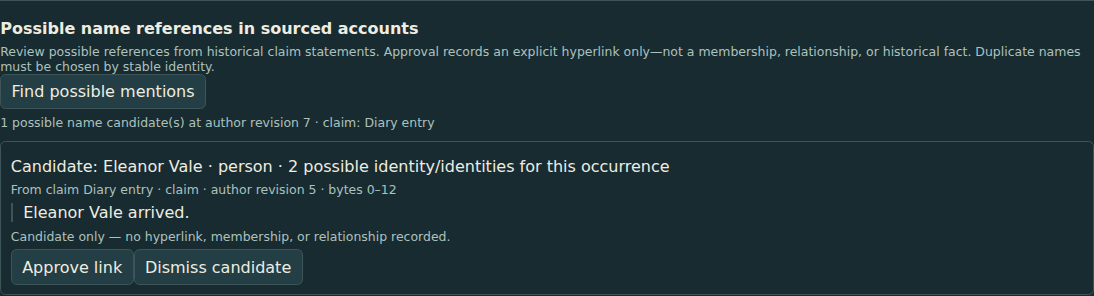 Possible name references in sourced accounts
Review possible references from historical claim statements. Approval records an explicit hyperlink only—not a membership, relationship, or historical fact. Duplicate names
must be chosen by stable identity.
Find possible mentions
1 possible name candidate(s) at author revision 7 · claim: Diary entry
Candidate: Eleanor Vale · person · 2 possible identity/identities for this occurrence
From claim Diary entry · claim · author revision 5 · bytes 0–12
Eleanor Vale arrived.
Candidate only — no hyperlink, membership, or relationship recorded.
Approve link Dismiss candidate